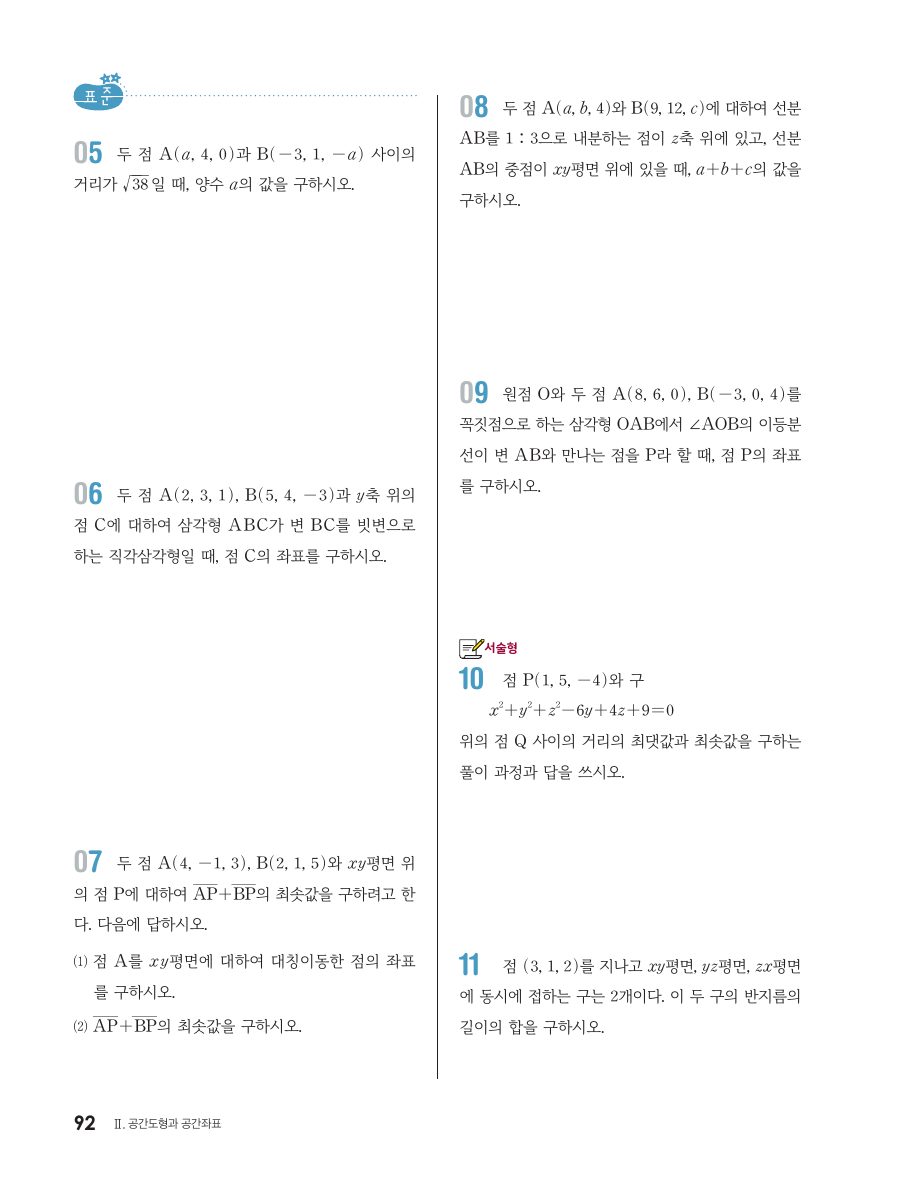 표준
05 두 점 A(a, 4, 0)과 B(-3, 1, -a) 사이의
거리가 √38일 때, 양수 a의 값을 구하시오.
06 두 점 A(2, 3, 1), B(5, 4, -3)과 y축 위의
점 C에 대하여 삼각형 ABC가 변 BC를 빗변으로
하는 직각삼각형일 때, 점 C의 좌표를 구하시오.
07 두 점 A(4, -1, 3), B(2, 1, 5)와 xy평면 위
의 점 P에 대하여 A̅P̅+B̅P̅의 최솟값을 구하려고 한
다. 다음에 답하시오.
⑴ 점 A를 xy평면에 대하여 대칭이동한 점의 좌표
를 구하시오.
⑵ A̅P̅+B̅P̅의 최솟값을 구하시오.
08 두 점 A(a, b, 4)와 B(9, 12, c)에 대하여 선분
AB를 1 : 3으로 내분하는 점이 z축 위에 있고, 선분
AB의 중점이 xy평면 위에 있을 때, a+b+c의 값을
구하시오.
09 원점 O와 두 점 A(8, 6, 0), B(-3, 0, 4)를
꼭짓점으로 하는 삼각형 OAB에서 ∠AOB의 이등분
선이 변 AB와 만나는 점을 P라 할 때, 점 P의 좌표
를 구하시오.
서술형
10 점 P(1, 5, -4)와 구
x²+y²+z²-6y+4z+9=0
위의 점 Q 사이의 거리의 최댓값과 최솟값을 구하는
풀이 과정과 답을 쓰시오.
11 점 (3, 1, 2)를 지나고 xy평면, yz평면, zx평면
에 동시에 접하는 구는 2개이다. 이 두 구의 반지름의
길이의 합을 구하시오.
92 Ⅱ. 공간도형과 공간좌표